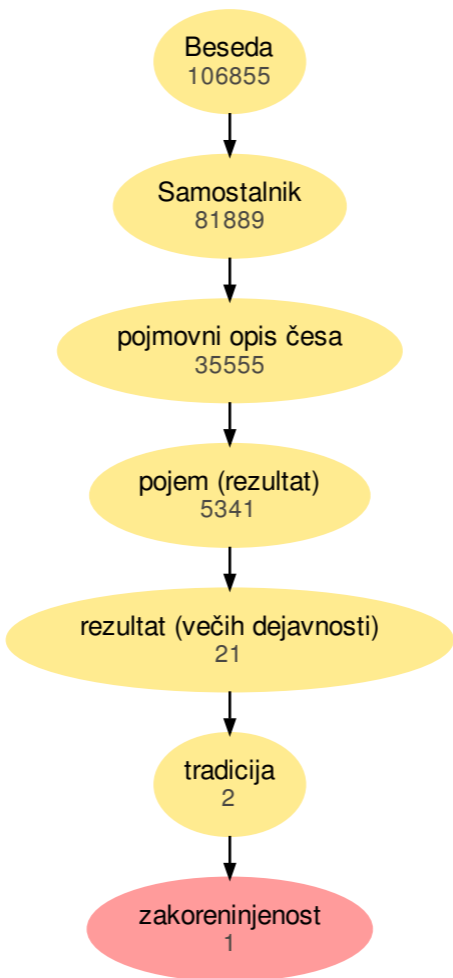 Beseda
106855
Samostalnik
81889
pojmovni opis česa
35555
pojem (rezultat)
5341
rezultat (večih dejavnosti)
21
tradicija
2
zakoreninjenost
1